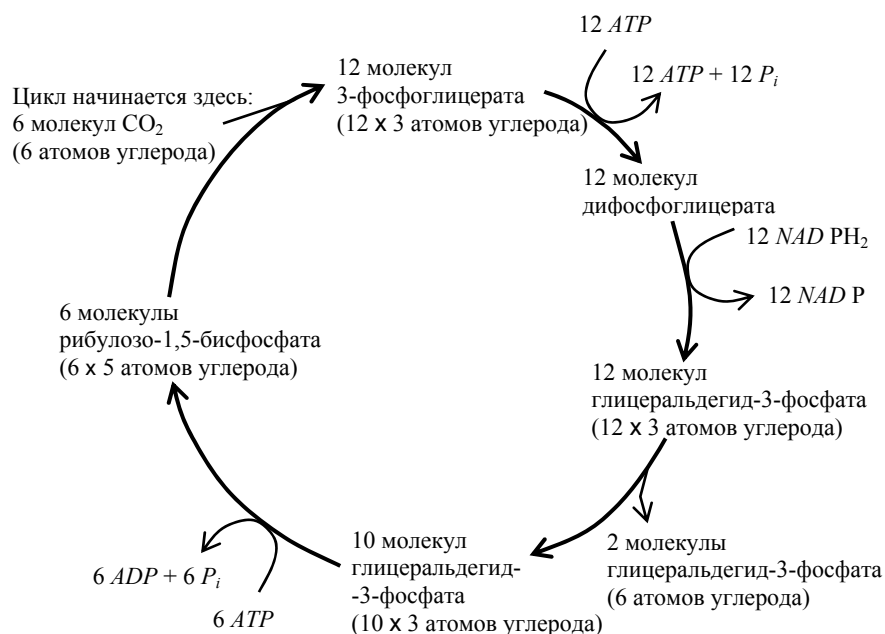 12 ATP
12 ATP + 12 Pi
12 молекул
3-фосфоглицерата
(12 x 3 атомов углерода)
Цикл начинается здесь:
6 молекул CO2
(6 атомов углерода)
12 молекул
дифосфоглицерата
12 NAD PH2
12 NAD P
6 молекулы
рибулозо-1,5-бисфосфата
(6 x 5 атомов углерода)
12 молекул
глицеральдегид-3-фосфата
(12 x 3 атомов углерода)
10 молекул
глицеральдегид-
-3-фосфата
(10 x 3 атомов углерода)
2 молекулы
глицеральдегид-3-фосфата
(6 атомов углерода)
6 ADP + 6 Pi
6 ATP